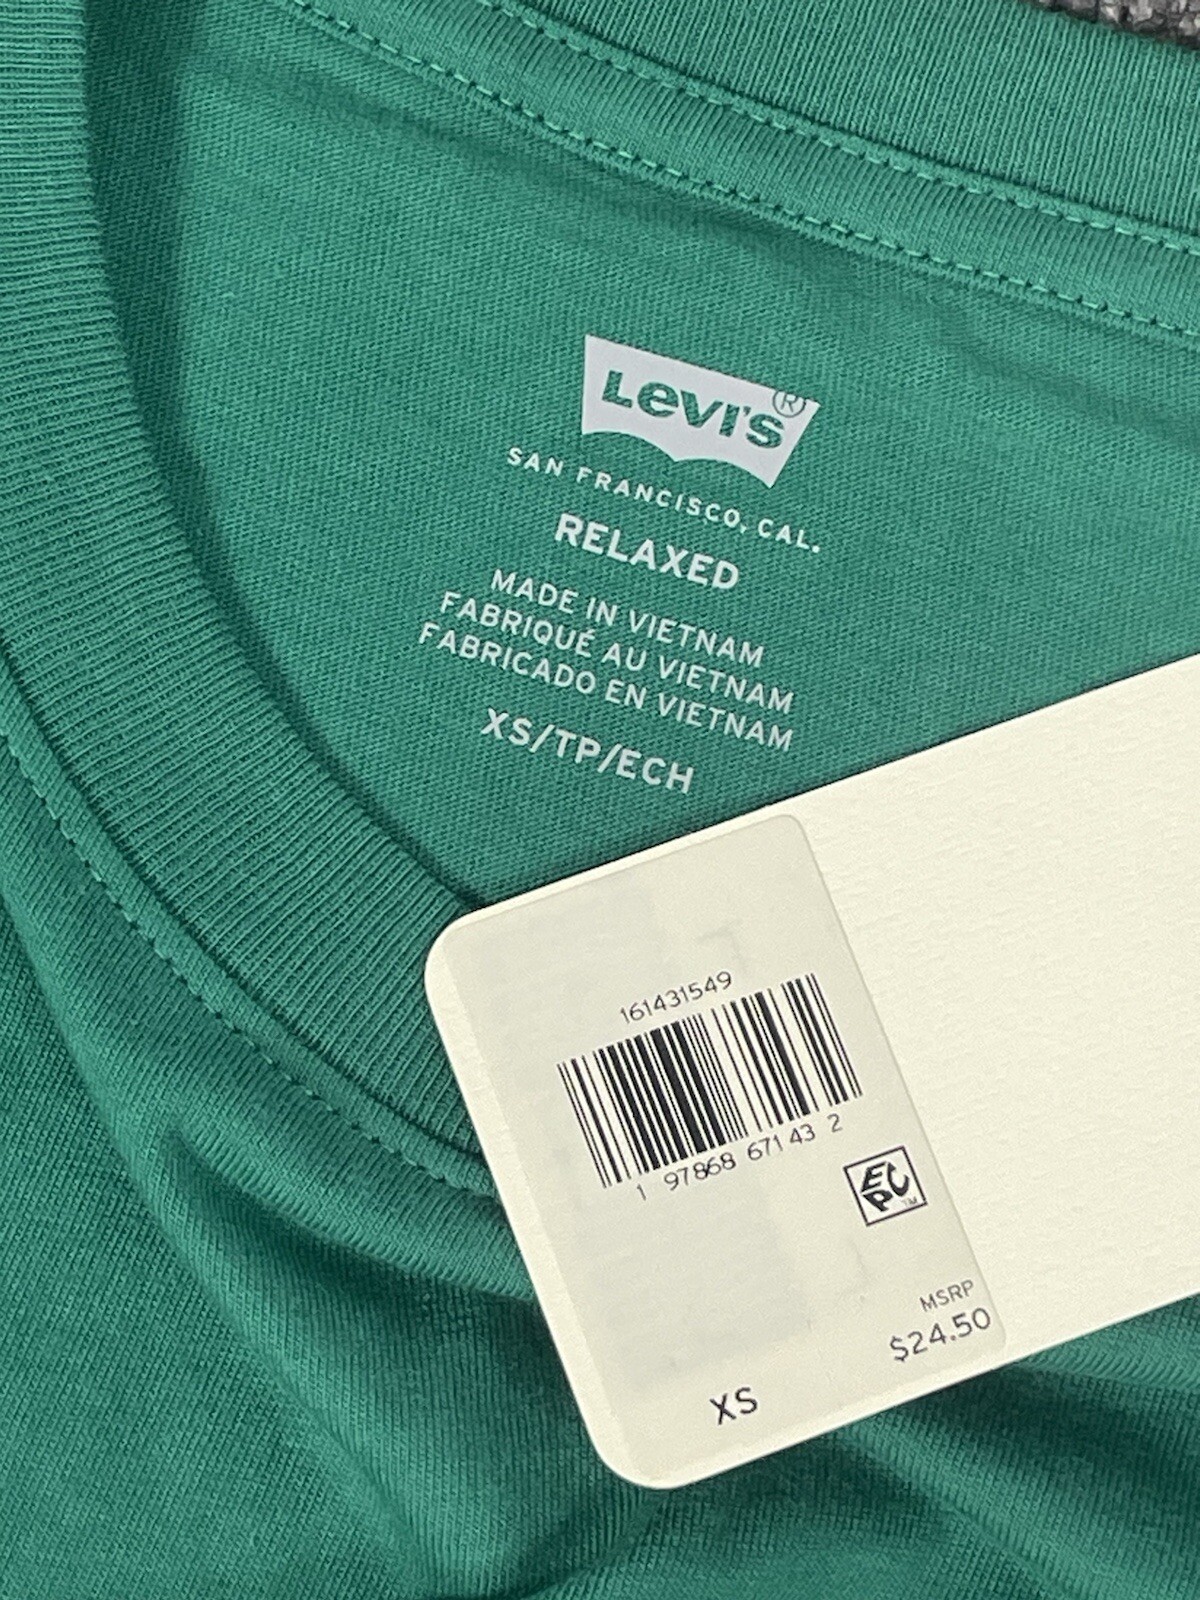 Levi's®
SAN FRANCISCO, CAL.
RELAXED
MADE IN VIETNAM
FABRIQUÉ AU VIETNAM
FABRICADO EN VIETNAM
XS/TP/ECH
161431549
1 97868 67143 2
EPC™
MSRP
$24.50
XS